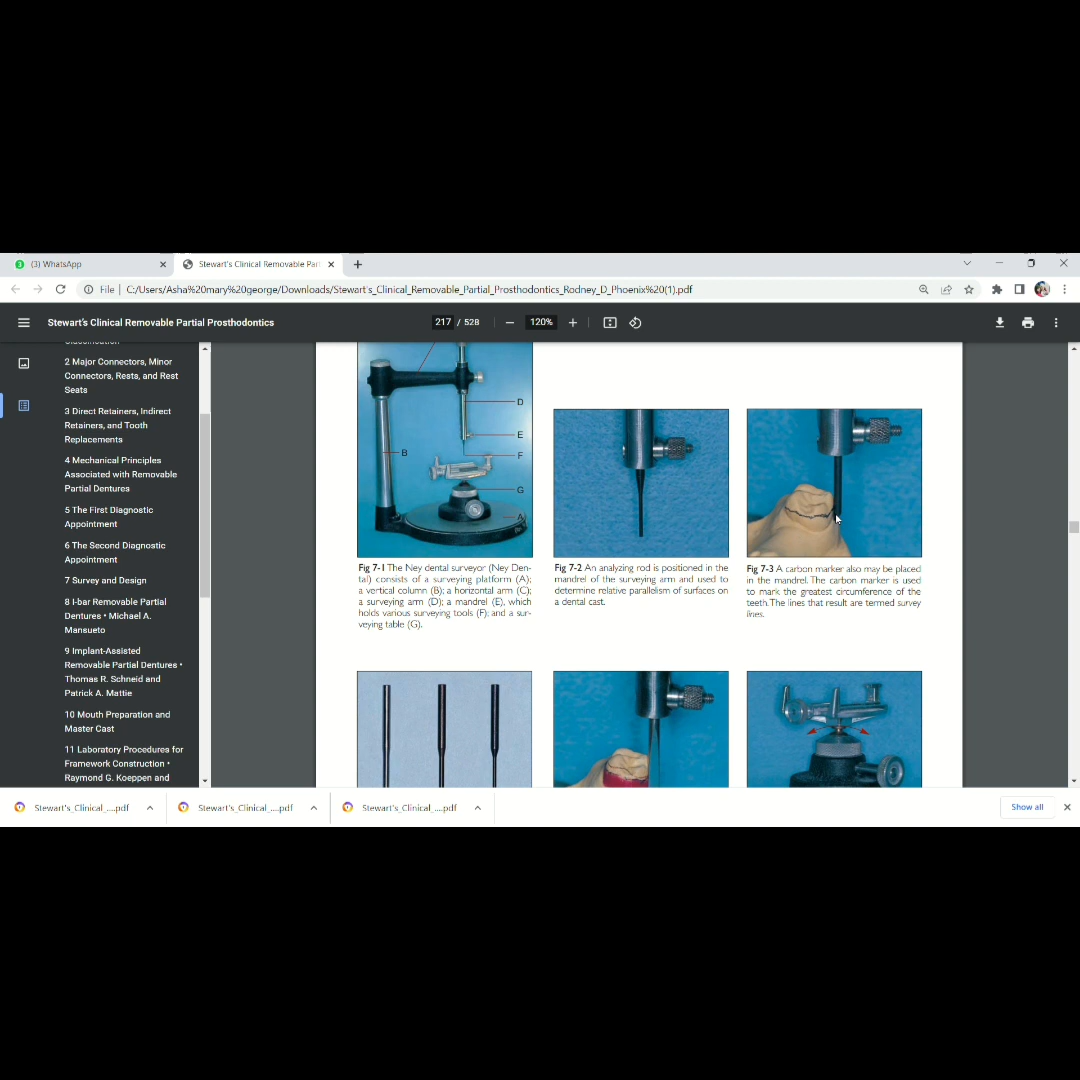 (3) WhatsApp
Stewart's Clinical Removable Part
File | C:/Users/Asha%20mary%20george/Downloads/Stewart's_Clinical_Removable_Partial_Prosthodontics_Rodney_D_Phoenix%20(1).pdf
Stewart's Clinical Removable Partial Prosthodontics
217 / 528
120%
Classification
2 Major Connectors, Minor
Connectors, Rests, and Rest
Seats
3 Direct Retainers, Indirect
Retainers, and Tooth
Replacements
4 Mechanical Principles
Associated with Removable
Partial Dentures
5 The First Diagnostic
Appointment
6 The Second Diagnostic
Appointment
7 Survey and Design
8 I-bar Removable Partial
Dentures • Michael A.
Mansueto
9 Implant-Assisted
Removable Partial Dentures •
Thomas R. Schneid and
Patrick A. Mattie
10 Mouth Preparation and
Master Cast
11 Laboratory Procedures for
Framework Construction •
Raymond G. Koeppen and
D
E
B
F
G
A
Fig 7-1 The Ney dental surveyor (Ney Den-
tal) consists of a surveying platform (A);
a vertical column (B); a horizontal arm (C);
a surveying arm (D); a mandrel (E), which
holds various surveying tools (F); and a sur-
veying table (G).
Fig 7-2 An analyzing rod is positioned in the
mandrel of the surveying arm and used to
determine relative parallelism of surfaces on
a dental cast.
Fig 7-3 A carbon marker also may be placed
in the mandrel. The carbon marker is used
to mark the greatest circumference of the
teeth. The lines that result are termed survey
lines.
Stewart's_Clinical_....pdf
Stewart's_Clinical_....pdf
Stewart's_Clinical_....pdf
Show all